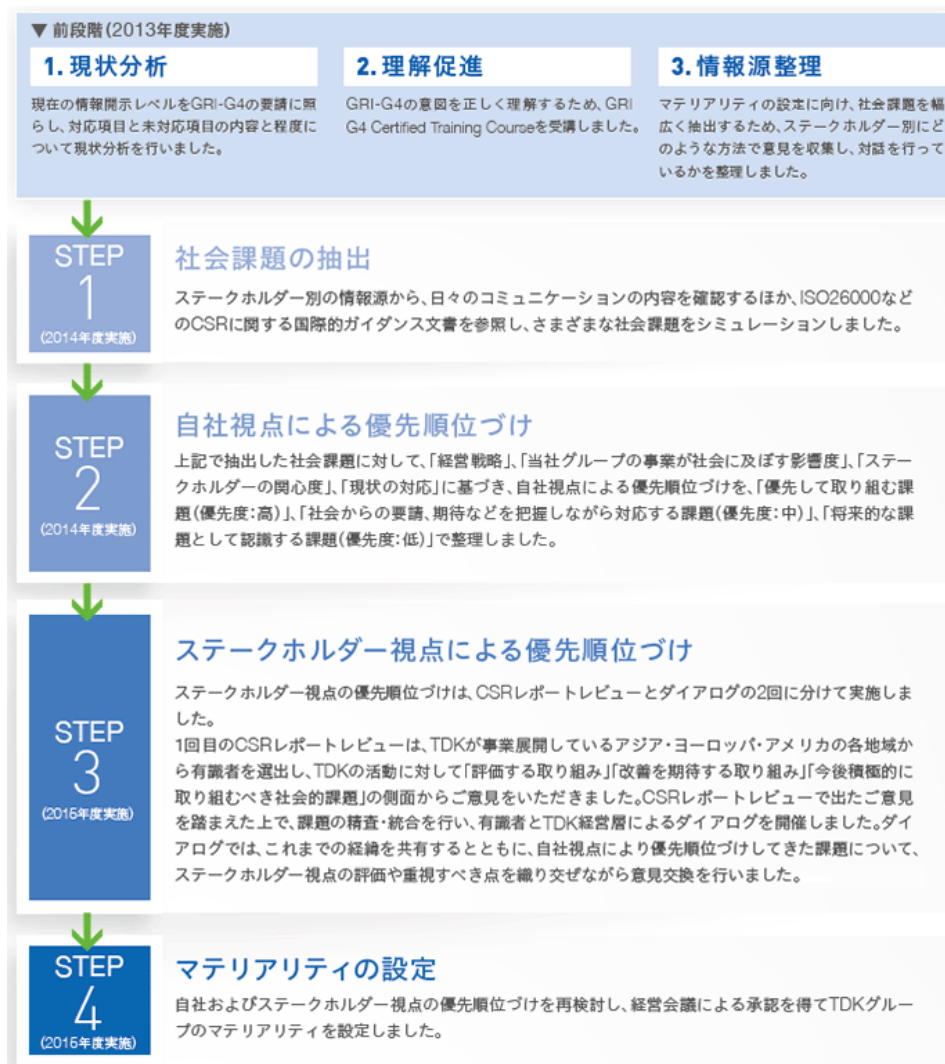 ▼ 前段階(2013年度実施)
1. 現状分析
現在の情報開示レベルをGRI-G4の要請に照
らし、対応項目と未対応項目の内容と程度に
ついて現状分析を行いました。
2. 理解促進
GRI-G4の意図を正しく理解するため、GRI
G4 Certified Training Courseを受講しました。
3. 情報源整理
マテリアリティの設定に向け、社会課題を幅
広く抽出するため、ステークホルダー別にど
のような方法で意見を収集し、対話を行って
いるかを整理しました。
STEP
1
(2014年度実施)
社会課題の抽出
ステークホルダー別の情報源から、日々のコミュニケーションの内容を確認するほか、ISO26000など
のCSRに関する国際的ガイダンス文書を参照し、さまざまな社会課題をシミュレーションしました。
STEP
2
(2014年度実施)
自社視点による優先順位づけ
上記で抽出した社会課題に対して、「経営戦略」、「当社グループの事業が社会に及ぼす影響度」、「ステー
クホルダーの関心度」、「現状の対応」に基づき、自社視点による優先順位づけを、「優先して取り組む課
題(優先度:高)」、「社会からの要請、期待などを把握しながら対応する課題(優先度:中)」、「将来的な課
題として認識する課題(優先度:低)」で整理しました。
STEP
3
(2015年度実施)
ステークホルダー視点による優先順位づけ
ステークホルダー視点の優先順位づけは、CSRレポートレビューとダイアログの2回に分けて実施しま
した。
1回目のCSRレポートレビューは、TDKが事業展開しているアジア・ヨーロッパ・アメリカの各地域か
ら有識者を選出し、TDKの活動に対して「評価する取り組み」「改善を期待する取り組み」「今後積極的に
取り組むべき社会的課題」の側面からご意見をいただきました。CSRレポートレビューで出たご意見
を踏まえた上で、課題の精査・統合を行い、有識者とTDK経営層によるダイアログを開催しました。ダイ
アログでは、これまでの経緯を共有するとともに、自社視点により優先順位づけしてきた課題について、
ステークホルダー視点の評価や重視すべき点を織り交ぜながら意見交換を行いました。
STEP
4
(2015年度実施)
マテリアリティの設定
自社およびステークホルダー視点の優先順位づけを再検討し、経営会議による承認を得てTDKグルー
プのマテリアリティを設定しました。